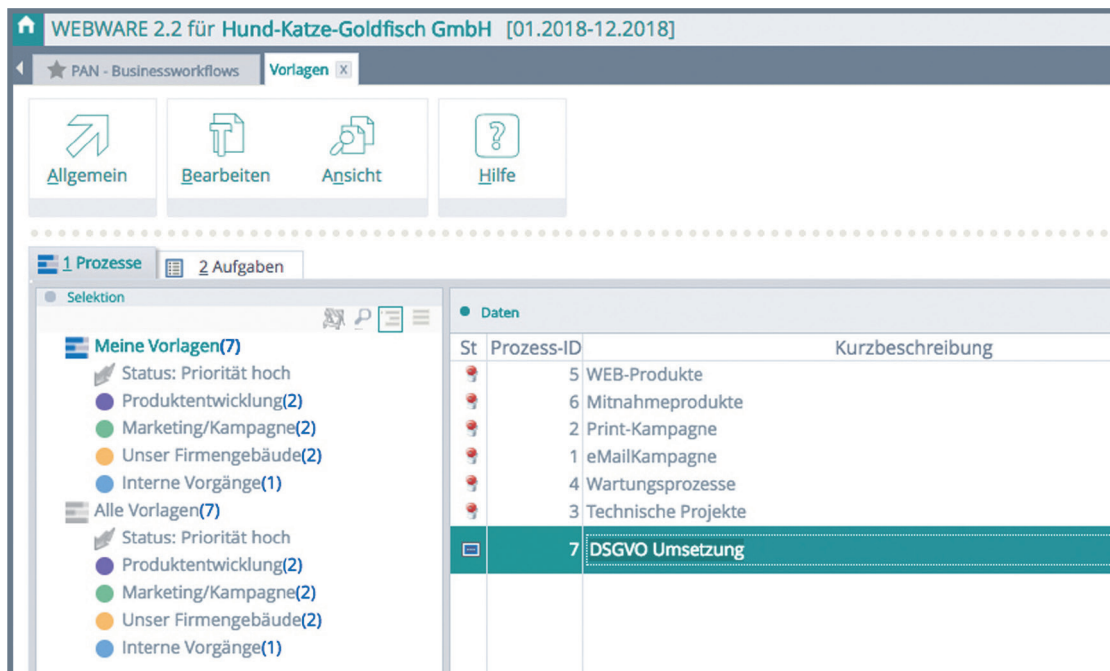 WEBWARE 2.2 für Hund-Katze-Goldfisch GmbH [01.2018-12.2018]
PAN - Businessworkflows
Vorlagen x
Allgemein
Bearbeiten
Ansicht
Hilfe
1 Prozesse
2 Aufgaben
Selektion
Meine Vorlagen(7)
Status: Priorität hoch
Produktentwicklung(2)
Marketing/Kampagne(2)
Unser Firmengebäude(2)
Interne Vorgänge(1)
Alle Vorlagen(7)
Status: Priorität hoch
Produktentwicklung(2)
Marketing/Kampagne(2)
Unser Firmengebäude(2)
Interne Vorgänge(1)
Daten
St Prozess-ID Kurzbeschreibung
5 WEB-Produkte
6 Mitnahmeprodukte
2 Print-Kampagne
1 eMailKampagne
4 Wartungsprozesse
3 Technische Projekte
7 DSGVO Umsetzung